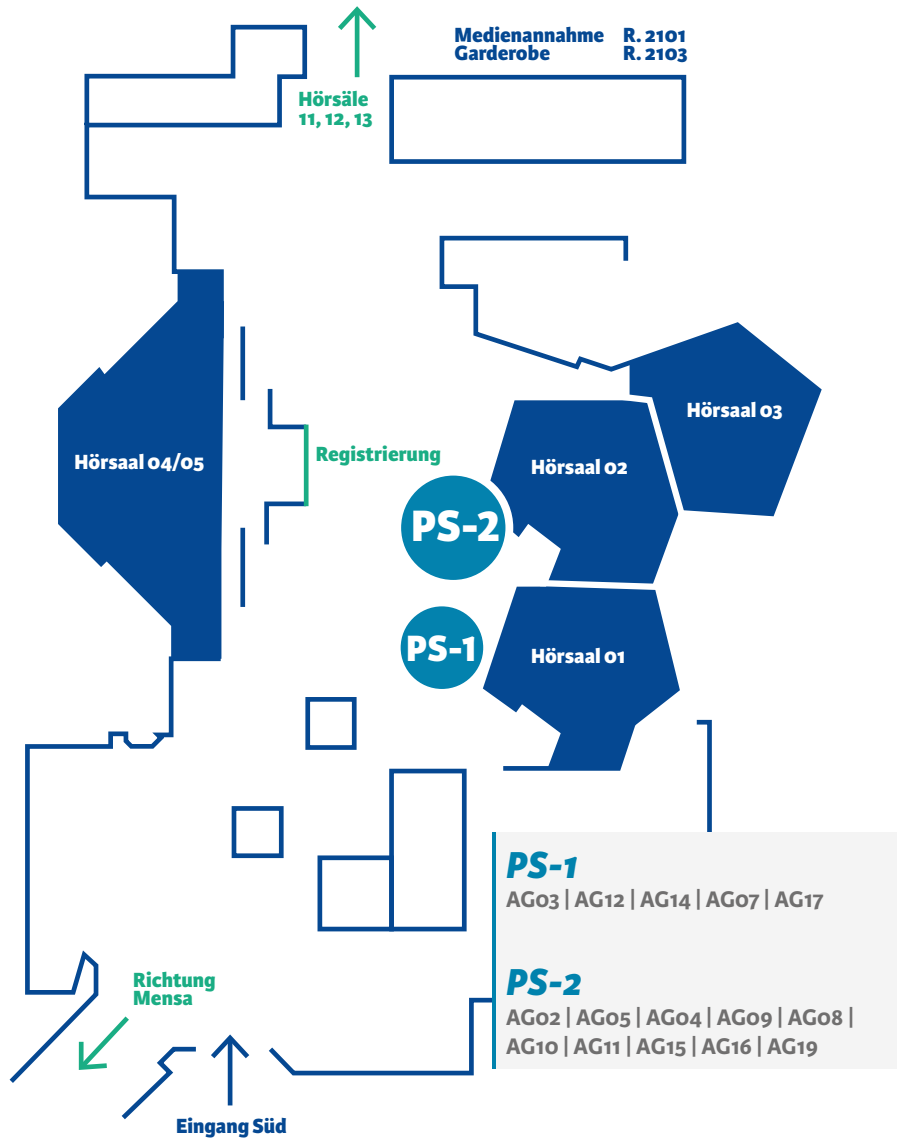 Medienannahme R. 2101
Garderobe R. 2103
Hörsäle
11, 12, 13
Hörsaal 03
Hörsaal 04/05
Registrierung
Hörsaal 02
PS-2
PS-1
Hörsaal 01
PS-1
AG03 | AG12 | AG14 | AG07 | AG17
PS-2
AG02 | AG05 | AG04 | AG09 | AG08 |
AG10 | AG11 | AG15 | AG16 | AG19
Richtung
Mensa
Eingang Süd